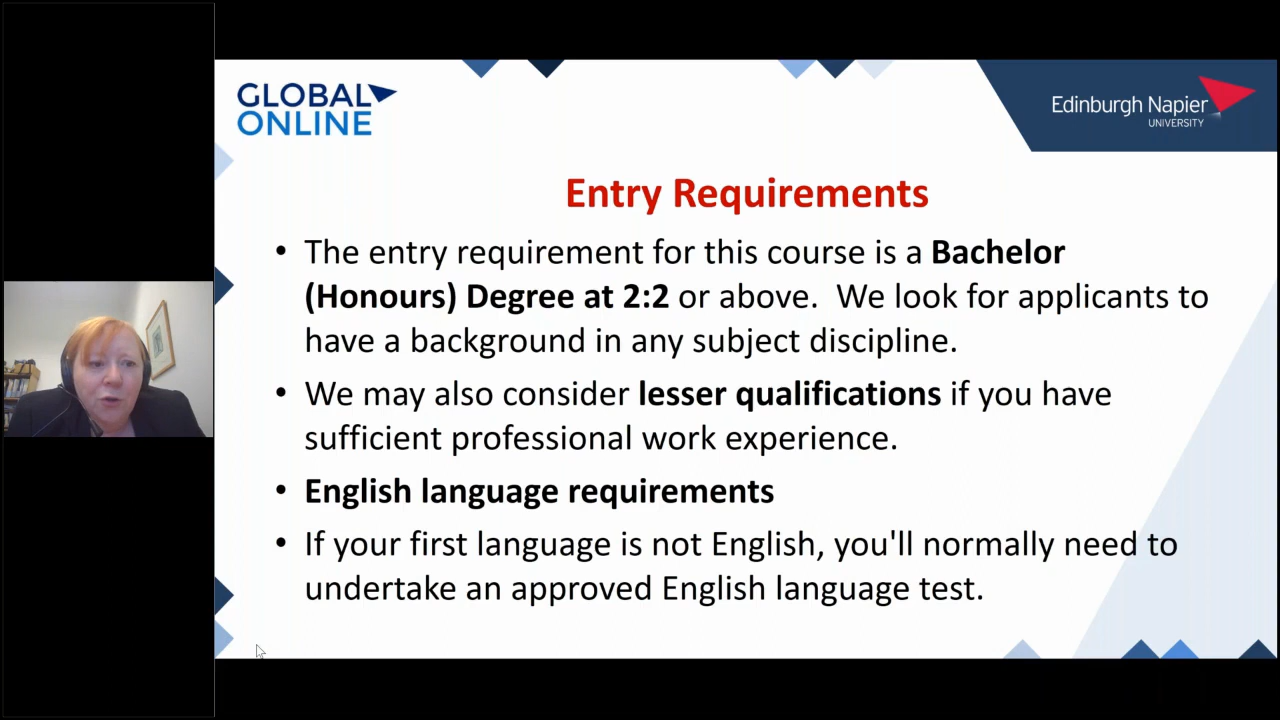 GLOBAL
ONLINE
Edinburgh Napier
UNIVERSITY
Entry Requirements
• The entry requirement for this course is a Bachelor
(Honours) Degree at 2:2 or above.  We look for applicants to
have a background in any subject discipline.
• We may also consider lesser qualifications if you have
sufficient professional work experience.
• English language requirements
• If your first language is not English, you'll normally need to
undertake an approved English language test.